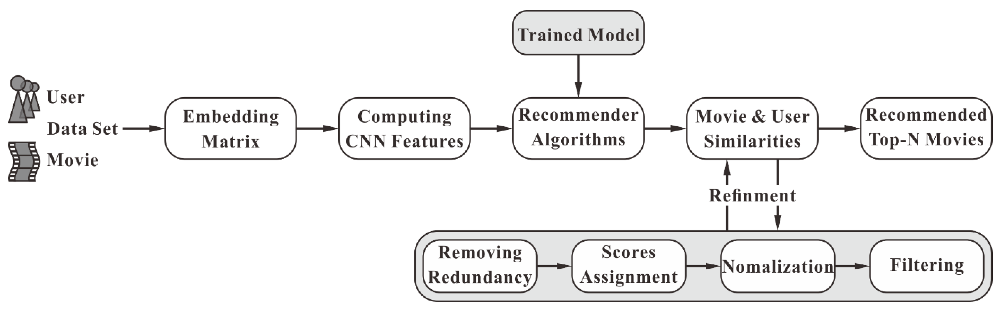 Trained Model
User
Data Set
Movie
Embedding
Matrix
Computing
CNN Features
Recommender
Algorithms
Movie & User
Similarities
Recommended
Top-N Movies
Refinment
Removing
Redundancy
Scores
Assignment
Nomalization
Filtering